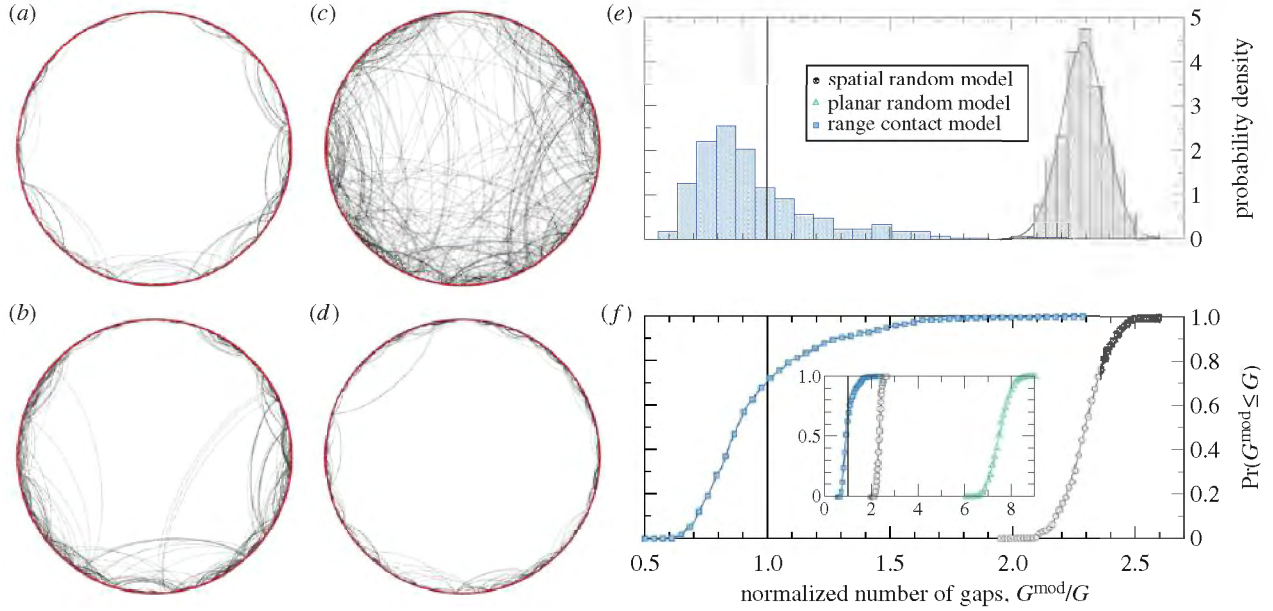 (a)
(c)
(e)
5
4
3
2
1
0
probability density
spatial random model
planar random model
range contact model
(b)
(d)
(f)
1.0
0.8
0.6
0.4
0.2
0
Pr(G^mod ≤ G)
1.0
0.5
0
0 2 4 6 8
0.5 1.0 1.5 2.0 2.5
normalized number of gaps, G^mod/G